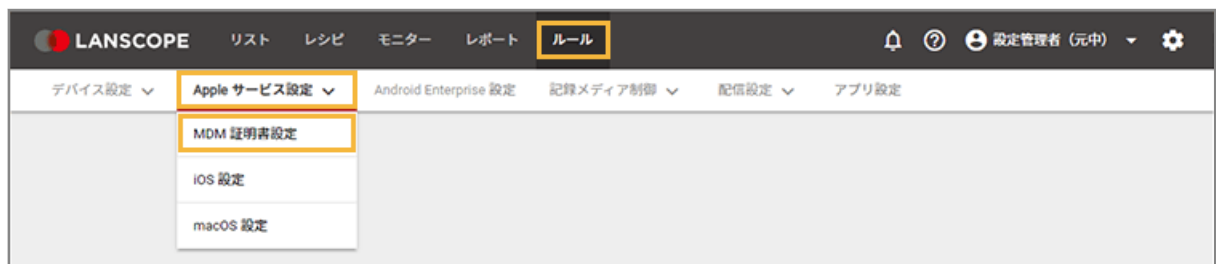 LANSCOPE リスト レシピ モニター レポート ルール 設定管理者（元中）
デバイス設定 Apple サービス設定 Android Enterprise 設定 記録メディア制御 配信設定 アプリ設定
MDM 証明書設定
iOS 設定
macOS 設定